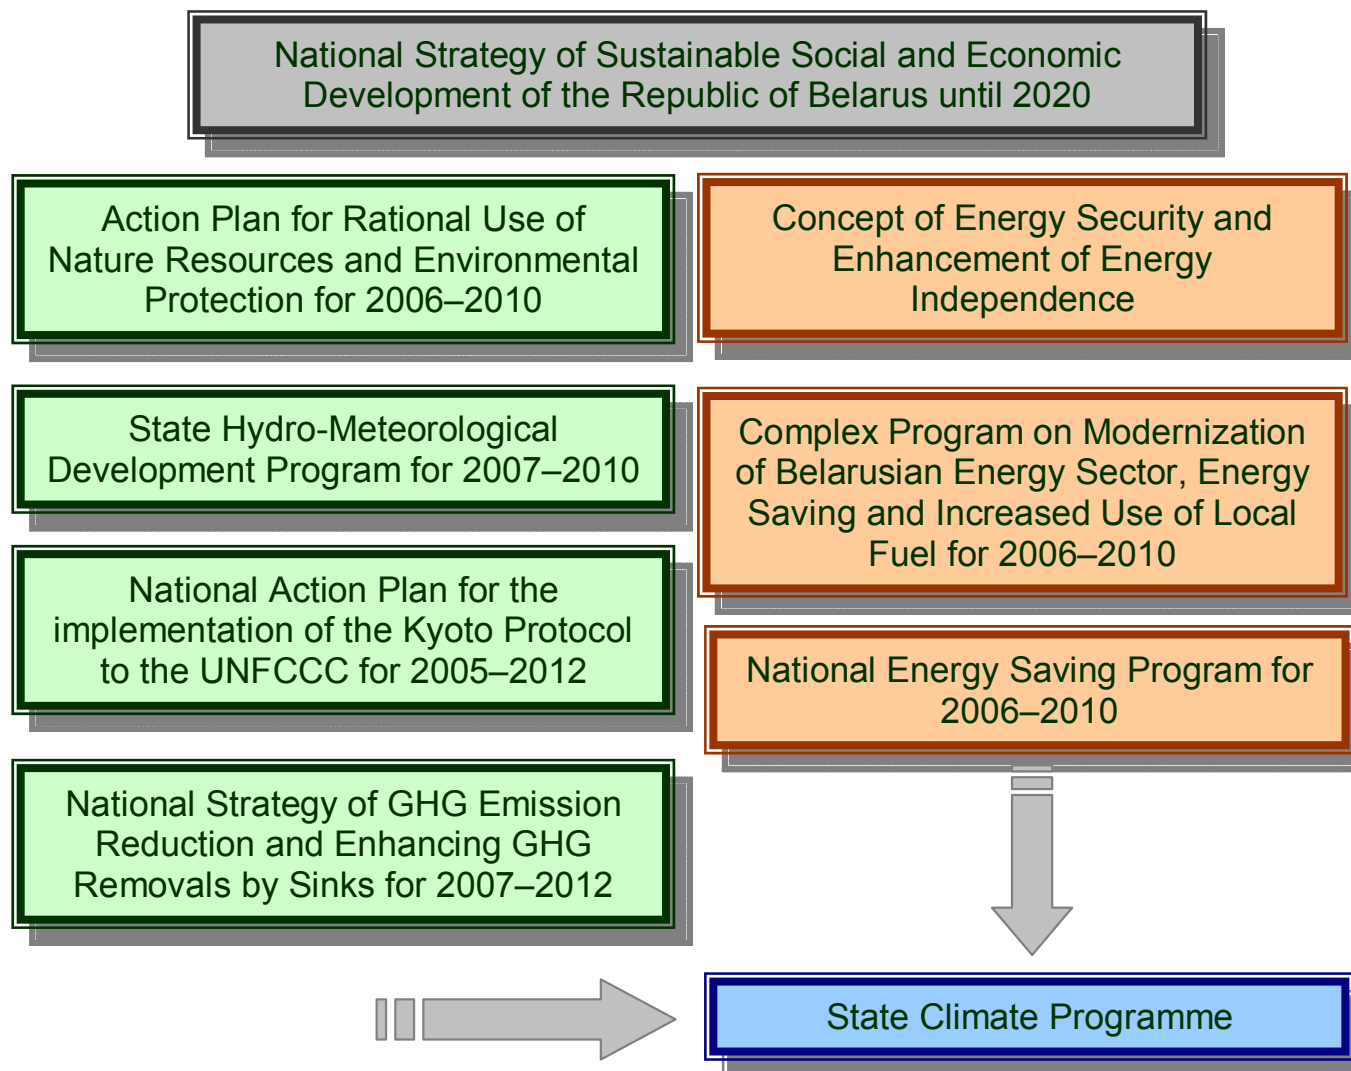 National Strategy of Sustainable Social and Economic
Development of the Republic of Belarus until 2020
Action Plan for Rational Use of
Nature Resources and Environmental
Protection for 2006–2010
State Hydro-Meteorological
Development Program for 2007–2010
National Action Plan for the
implementation of the Kyoto Protocol
to the UNFCCC for 2005–2012
National Strategy of GHG Emission
Reduction and Enhancing GHG
Removals by Sinks for 2007–2012
Concept of Energy Security and
Enhancement of Energy
Independence
Complex Program on Modernization
of Belarusian Energy Sector, Energy
Saving and Increased Use of Local
Fuel for 2006–2010
National Energy Saving Program for
2006–2010
State Climate Programme